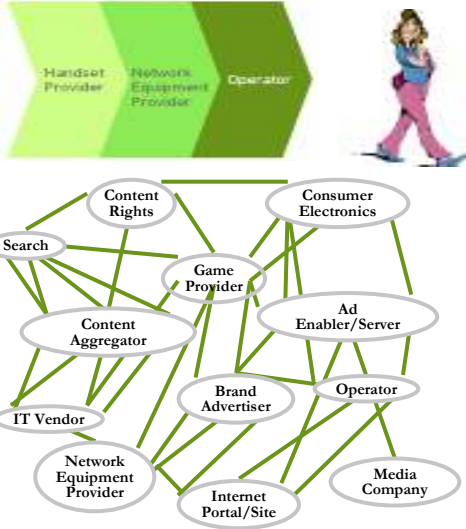 Handset
Provider
Network
Equipment
Provider
Operator
Content
Rights
Consumer
Electronics
Search
Game
Provider
Ad
Enabler/Server
Content
Aggregator
Brand
Advertiser
Operator
IT Vendor
Network
Equipment
Provider
Media
Company
Internet
Portal/Site